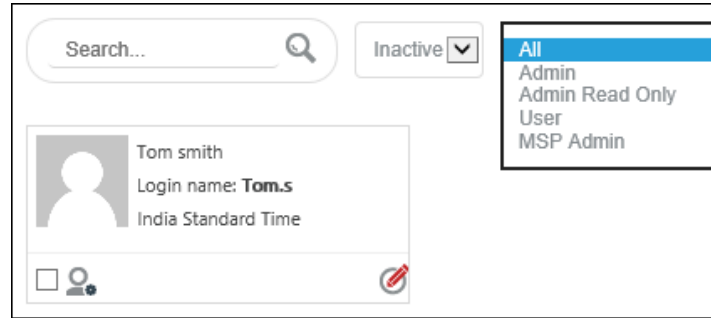 Search...
Inactive
All
Admin
Admin Read Only
User
MSP Admin
Tom smith
Login name: Tom.s
India Standard Time